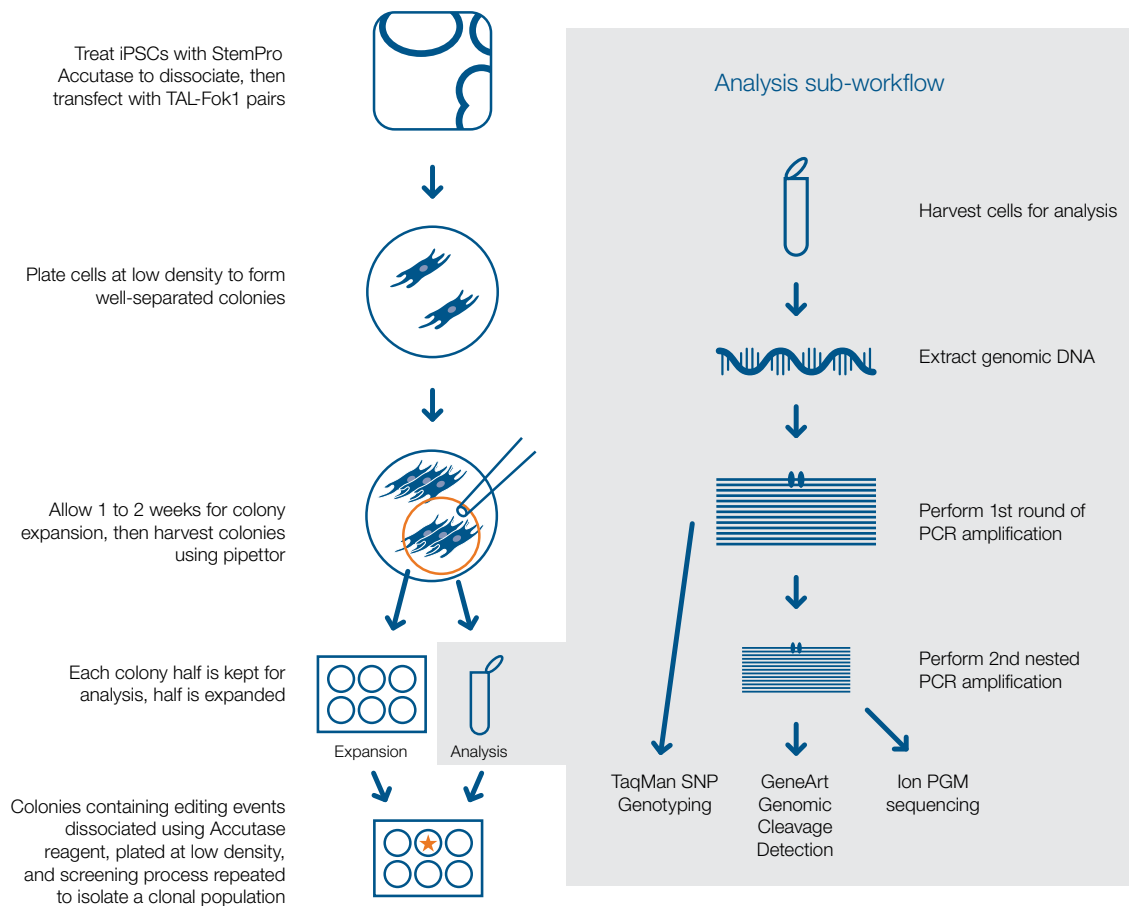 Treat iPSCs with StemPro
Accutase to dissociate, then
transfect with TAL-Fok1 pairs
Plate cells at low density to form
well-separated colonies
Allow 1 to 2 weeks for colony
expansion, then harvest colonies
using pipettor
Each colony half is kept for
analysis, half is expanded
Expansion
Analysis
Colonies containing editing events
dissociated using Accutase
reagent, plated at low density,
and screening process repeated
to isolate a clonal population
Analysis sub-workflow
Harvest cells for analysis
Extract genomic DNA
Perform 1st round of
PCR amplification
Perform 2nd nested
PCR amplification
TaqMan SNP
Genotyping
GeneArt
Genomic
Cleavage
Detection
Ion PGM
sequencing